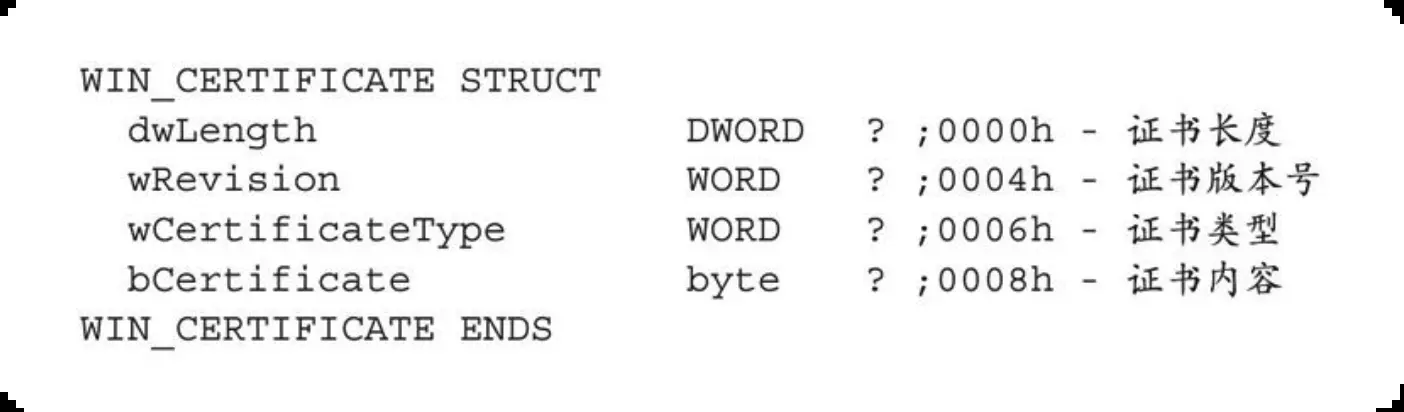 WIN_CERTIFICATE STRUCT
dwLength DWORD ? ;0000h - 证书长度
wRevision WORD ? ;0004h - 证书版本号
wCertificateType WORD ? ;0006h - 证书类型
bCertificate byte ? ;0008h - 证书内容
WIN_CERTIFICATE ENDS